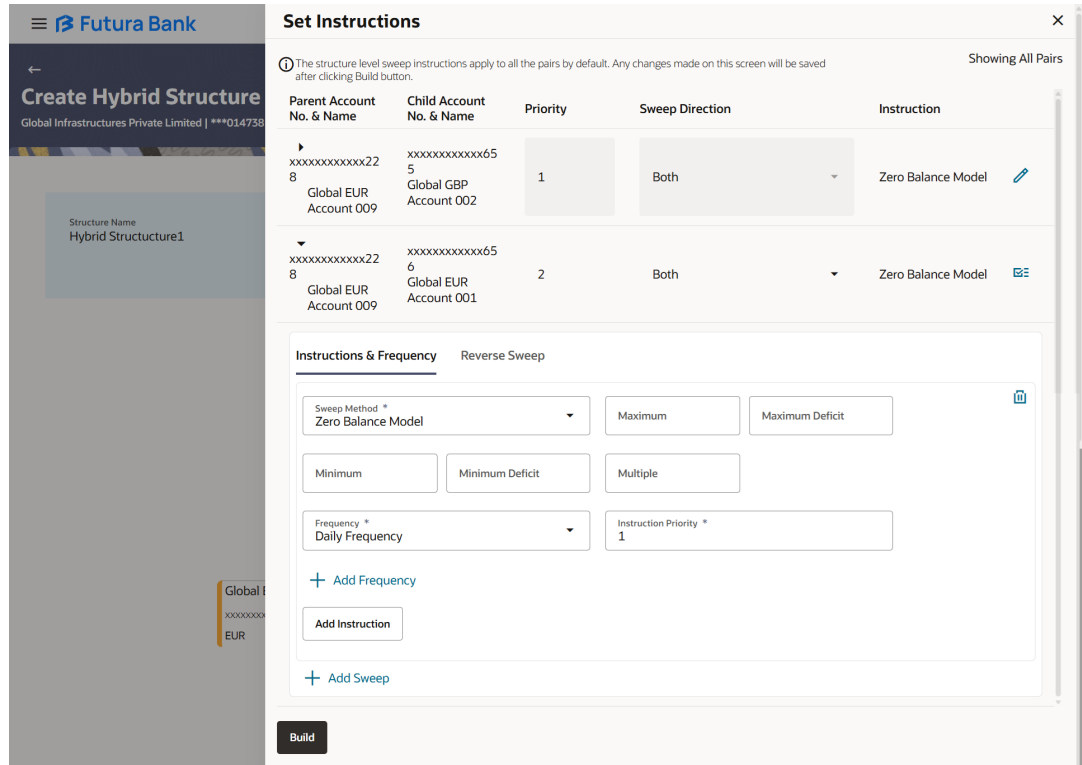 Futura Bank
Create Hybrid Structure
Global Infrastructures Private Limited | ***014738
Structure Name
Hybrid Structucture1
Global
xxxxxxxx
EUR
Set Instructions
The structure level sweep instructions apply to all the pairs by default. Any changes made on this screen will be saved
after clicking Build button.
Showing All Pairs
Parent Account
No. & Name
Child Account
No. & Name
Priority
Sweep Direction
Instruction
xxxxxxxxxxxx22
8
Global EUR
Account 009
xxxxxxxxxxxx65
5
Global GBP
Account 002
1
Both
Zero Balance Model
xxxxxxxxxxxx22
8
Global EUR
Account 009
xxxxxxxxxxxx65
6
Global EUR
Account 001
2
Both
Zero Balance Model
Instructions & Frequency
Reverse Sweep
Sweep Method *
Zero Balance Model
Maximum
Maximum Deficit
Minimum
Minimum Deficit
Multiple
Frequency *
Daily Frequency
Instruction Priority *
1
Add Frequency
Add Instruction
Add Sweep
Build